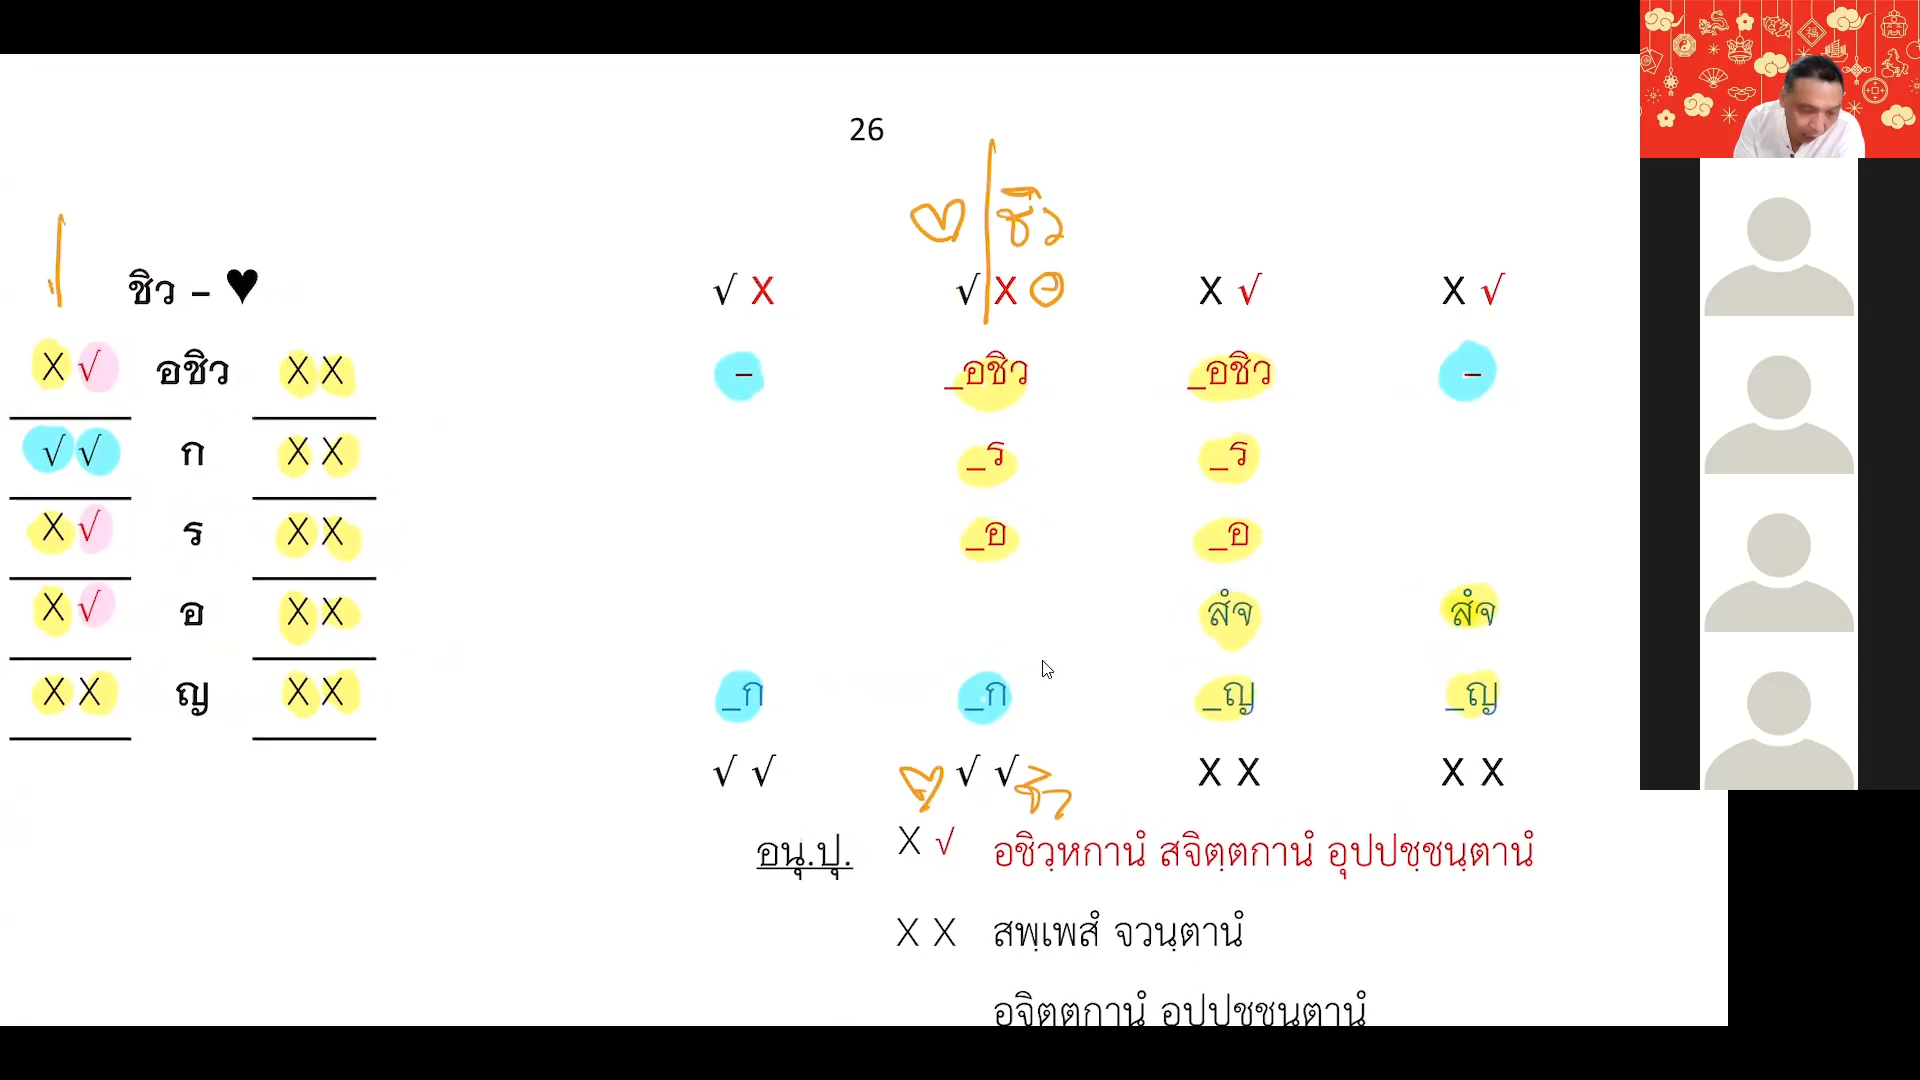 26
♡ ชิว
ชิว – ♥ √ X √ X X √ X √
X √ อชิว X X – _อชิว _อชิว –
√ √ ก X X _ร _ร
X √ ร X X _อ _อ
X √ อ X X สํจ สํจ
X X ญ X X _ก _ก _ญ _ญ
√ √ ♡ √ √ ชิว X X X X
อนุ.ปุ. X √ อชิวฺหกานํ สจิตฺตกานํ อุปปชฺชนฺตานํ
X X สพฺเพสํ จวนฺตานํ
อจิตฺตกานํ อุปปชฺชนฺตานํ